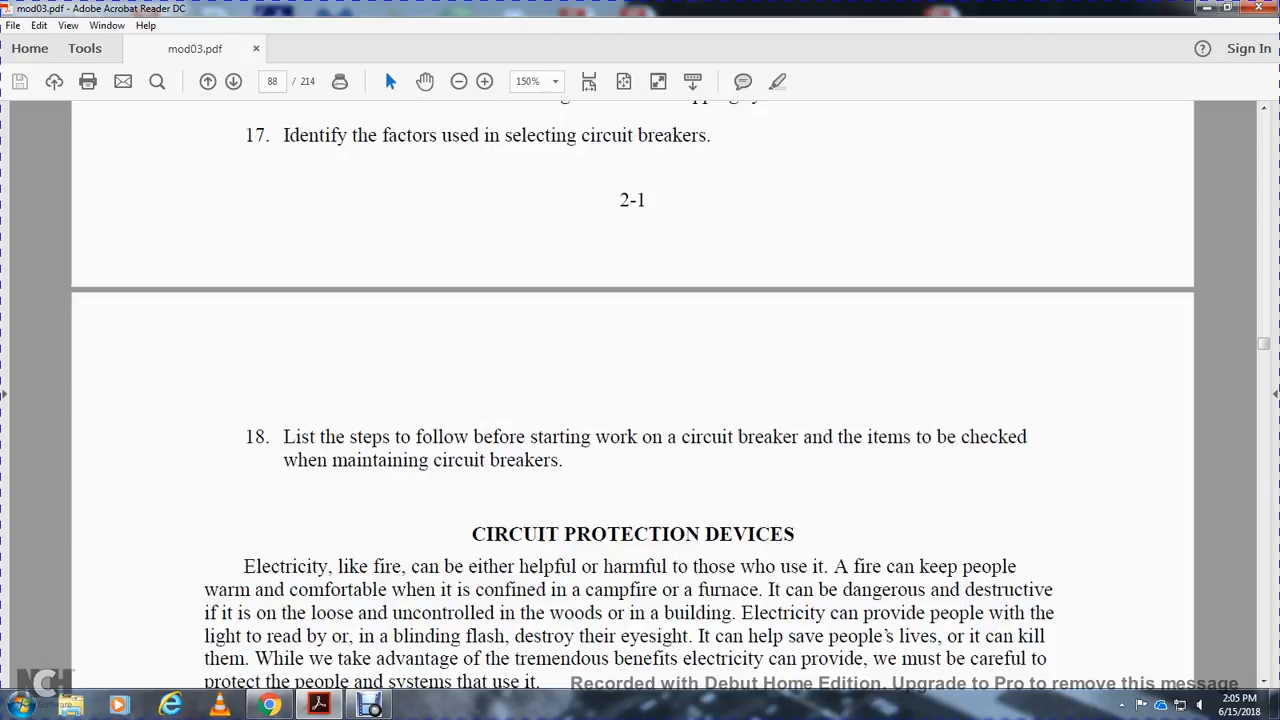 mod03.pdf - Adobe Acrobat Reader DC
File Edit View Window Help
Home Tools mod03.pdf × ? Sign In
88 / 214 150%
17. Identify the factors used in selecting circuit breakers.
2-1
18. List the steps to follow before starting work on a circuit breaker and the items to be checked
when maintaining circuit breakers.
CIRCUIT PROTECTION DEVICES
Electricity, like fire, can be either helpful or harmful to those who use it. A fire can keep people
warm and comfortable when it is confined in a campfire or a furnace. It can be dangerous and destructive
if it is on the loose and uncontrolled in the woods or in a building. Electricity can provide people with the
light to read by or, in a blinding flash, destroy their eyesight. It can help save people's lives, or it can kill
them. While we take advantage of the tremendous benefits electricity can provide, we must be careful to
protect the people and systems that use it.
Recorded with Debut Home Edition. Upgrade to Pro to remove this message
NCH
Software
2:05 PM
6/15/2018